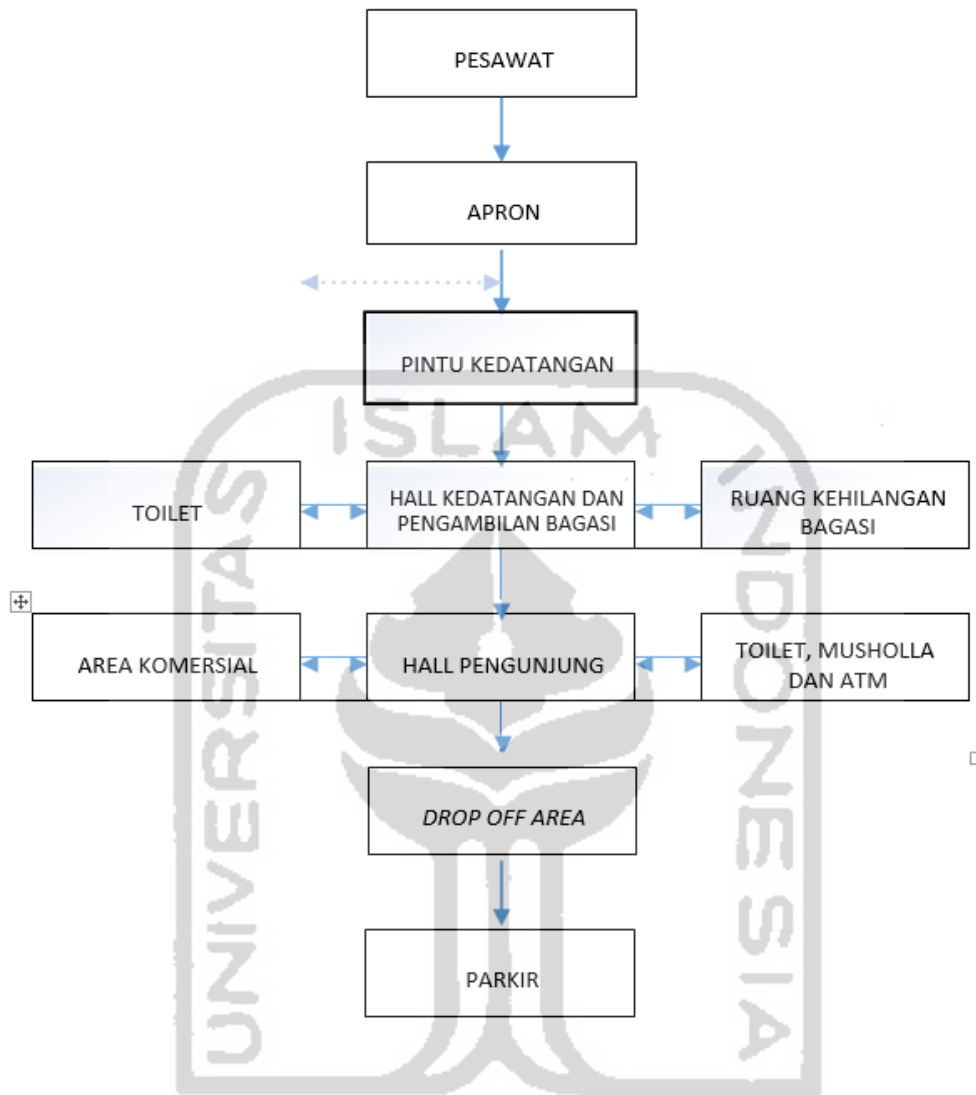 PESAWAT
APRON
PINTU KEDATANGAN
TOILET
HALL KEDATANGAN DAN
PENGAMBILAN BAGASI
RUANG KEHILANGAN
BAGASI
AREA KOMERSIAL
HALL PENGUNJUNG
TOILET, MUSHOLLA
DAN ATM
DROP OFF AREA
PARKIR
UNIVERSITAS
ISLAM
INDONESIA